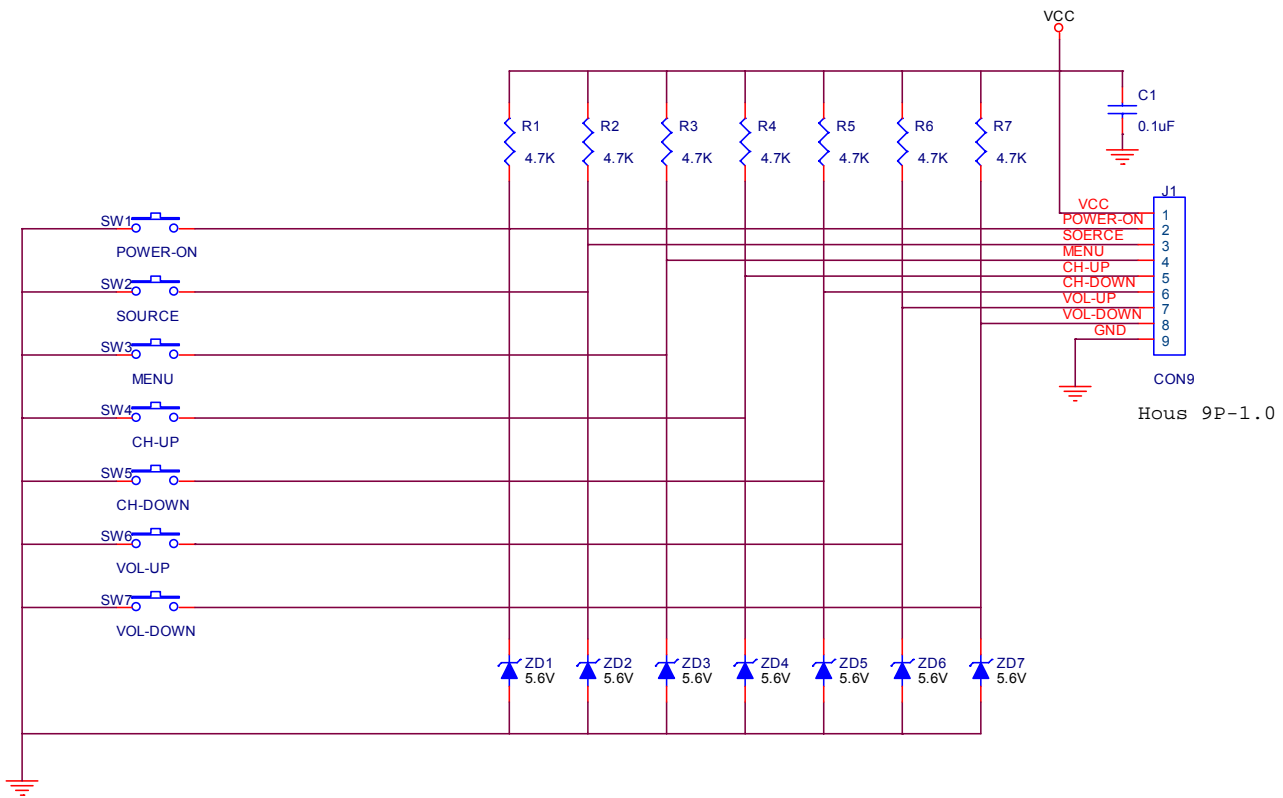 VCC
C1
0.1uF
R1
4.7K
R2
4.7K
R3
4.7K
R4
4.7K
R5
4.7K
R6
4.7K
R7
4.7K
J1
VCC
1
POWER-ON
2
SOERCE
3
MENU
4
CH-UP
5
CH-DOWN
6
VOL-UP
7
VOL-DOWN
8
GND
9
CON9
Hous 9P-1.0
SW1
POWER-ON
SW2
SOURCE
SW3
MENU
SW4
CH-UP
SW5
CH-DOWN
SW6
VOL-UP
SW7
VOL-DOWN
ZD1
5.6V
ZD2
5.6V
ZD3
5.6V
ZD4
5.6V
ZD5
5.6V
ZD6
5.6V
ZD7
5.6V